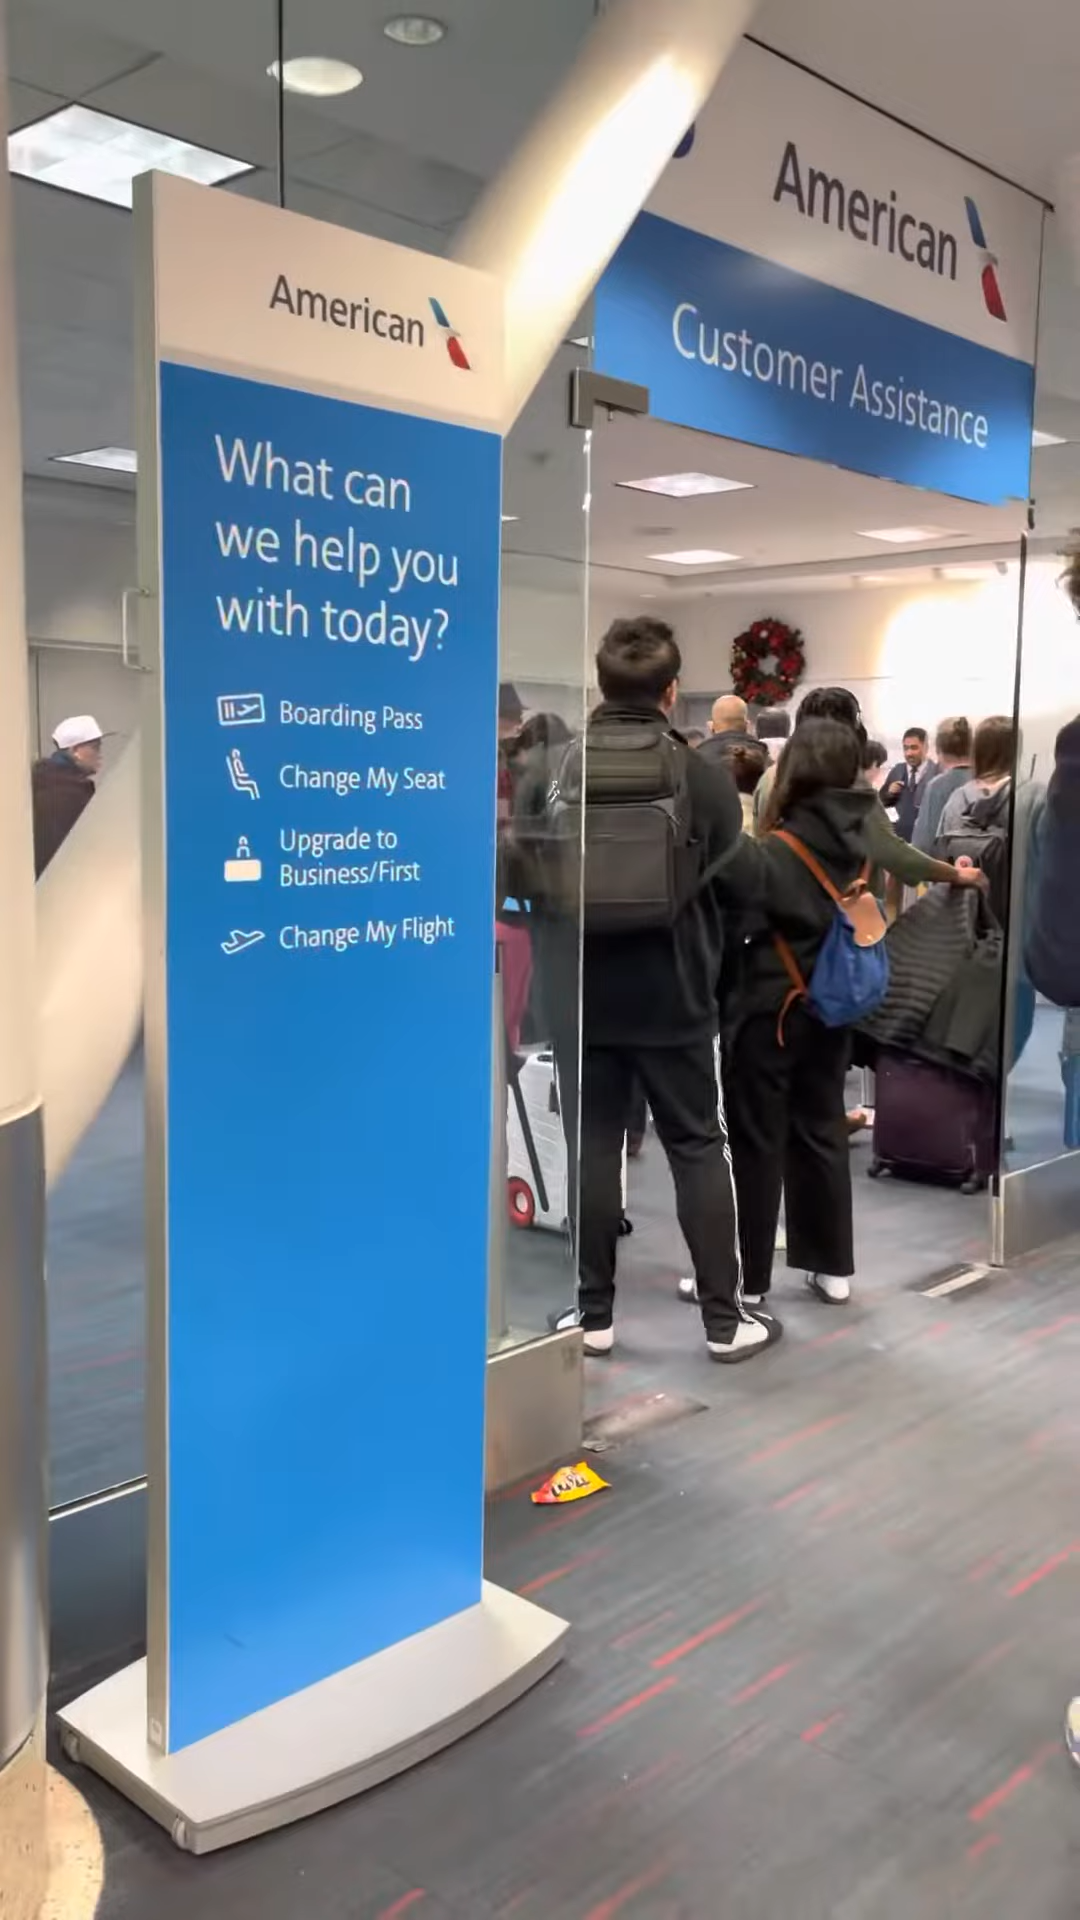 American
What can
we help you
with today?
Boarding Pass
Change My Seat
Upgrade to
Business/First
Change My Flight
American
Customer Assistance